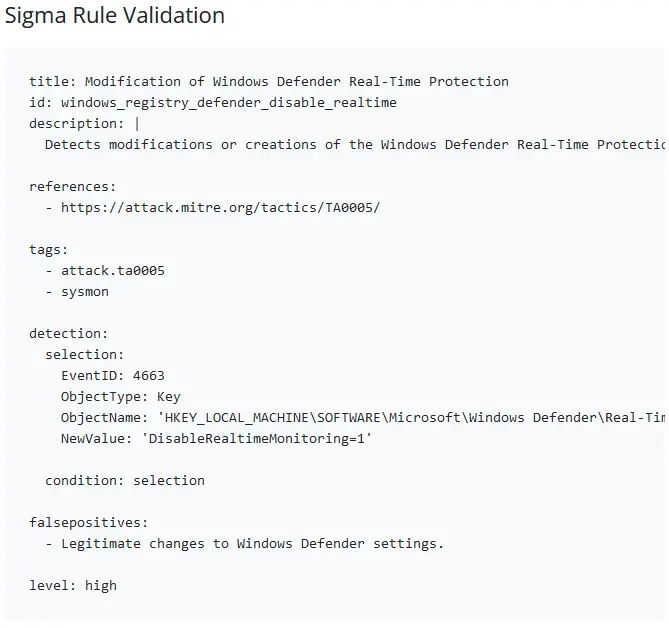 Sigma Rule Validation
title: Modification of Windows Defender Real-Time Protection
id: windows_registry_defender_disable_realtime
description: |
Detects modifications or creations of the Windows Defender Real-Time Protectio
references:
- https://attack.mitre.org/tactics/TA0005/
tags:
- attack.ta0005
- sysmon
detection:
selection:
EventID: 4663
ObjectType: Key
ObjectName: 'HKEY_LOCAL_MACHINE\SOFTWARE\Microsoft\Windows Defender\Real-Tim
NewValue: 'DisableRealtimeMonitoring=1'
condition: selection
falsepositives:
- Legitimate changes to Windows Defender settings.
level: high